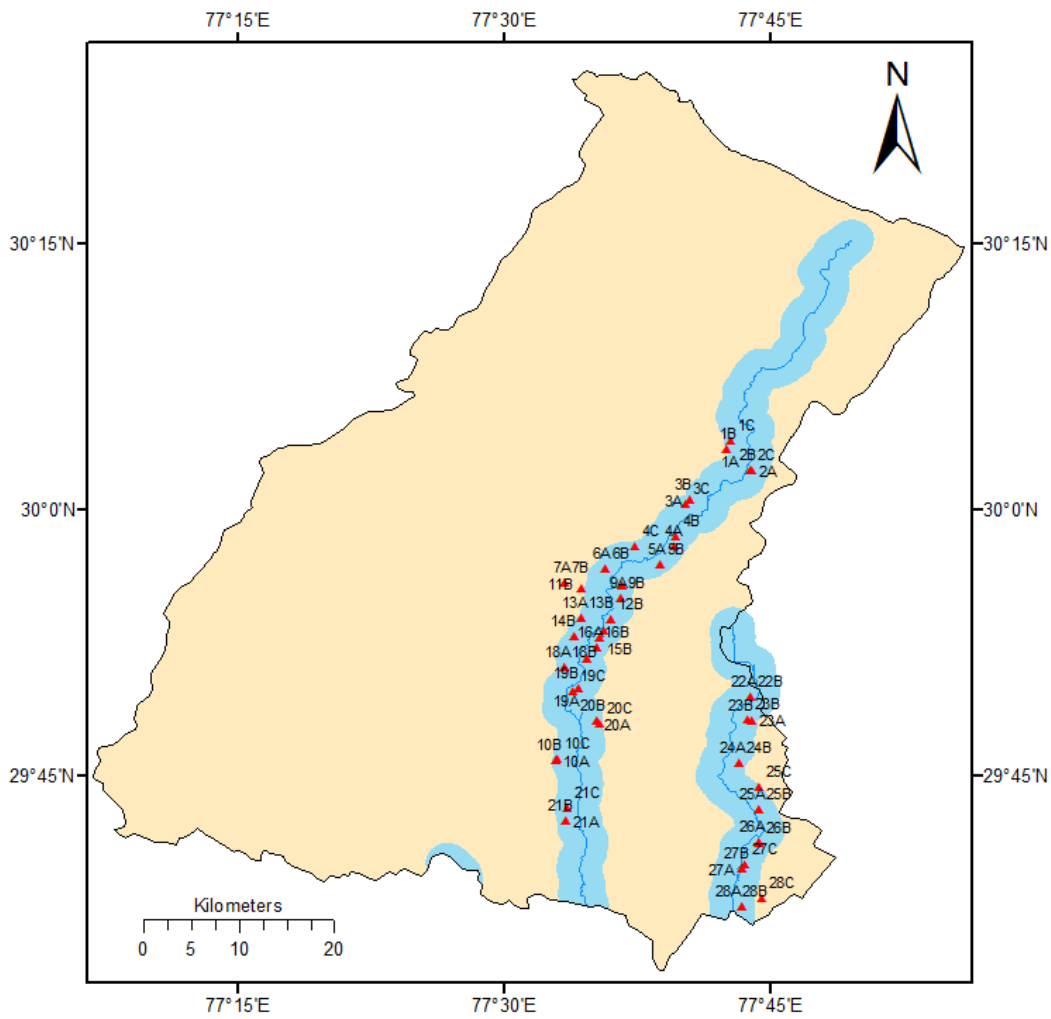 77°15'E 77°30'E 77°45'E
N
30°15'N 30°15'N
1C
1B
2B 2C
1A
2A
3B
3C
3A
30°0'N 30°0'N
4B
4C 4A
6A 6B 5A 5B
7A 7B
11B 9A 9B
13A 13B 12B
14B 16A 16B
15B
18A 18B
19B 19C
22A 22B
19A 20B 20C 23B 23B
20A 23A
10B 10C 24A 24B
10A
29°45'N 25C 29°45'N
21C 25A 25B
21B
21A 26A 26B
27B 27C
27A
28A 28B 28C
Kilometers
0 5 10 20
77°15'E 77°30'E 77°45'E